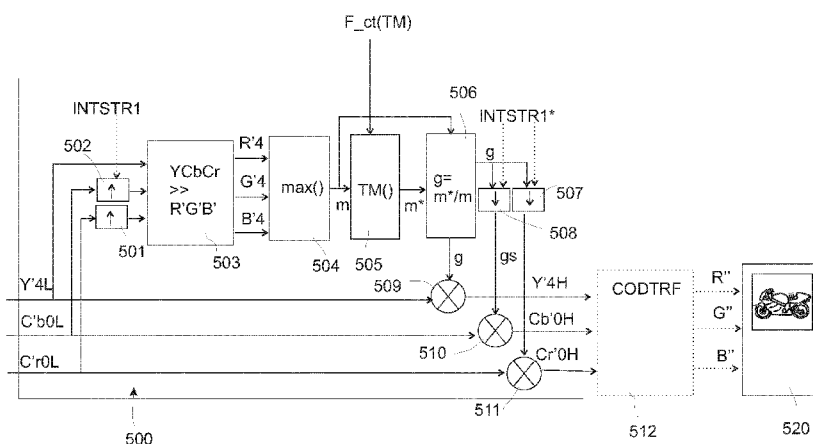 F_ct(TM)
INTSTR1
506
INTSTR1*
502
R'4
g
YCbCr
>>
R'G'B'
G'4
max()
m
TM()
m*
g=
m*/m
507
B'4
501
503
504
505
508
g
gs
Y'4L
509
Y'4H
CODTRF
R"
C'b0L
Cb'0H
G"
510
C'r0L
Cr'0H
B"
500
511
512
520